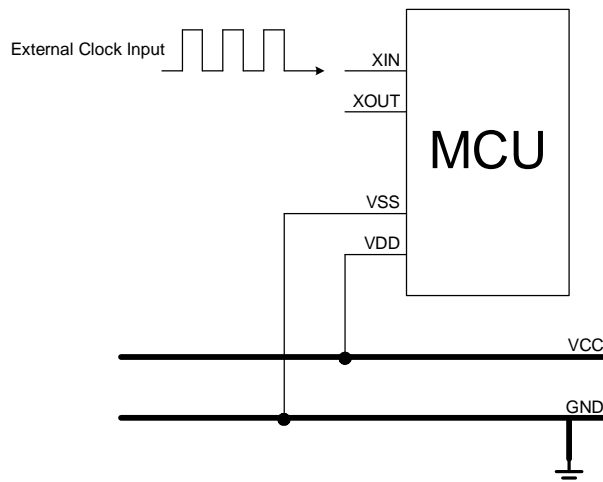 External Clock Input
XIN
XOUT
MCU
VSS
VDD
VCC
GND